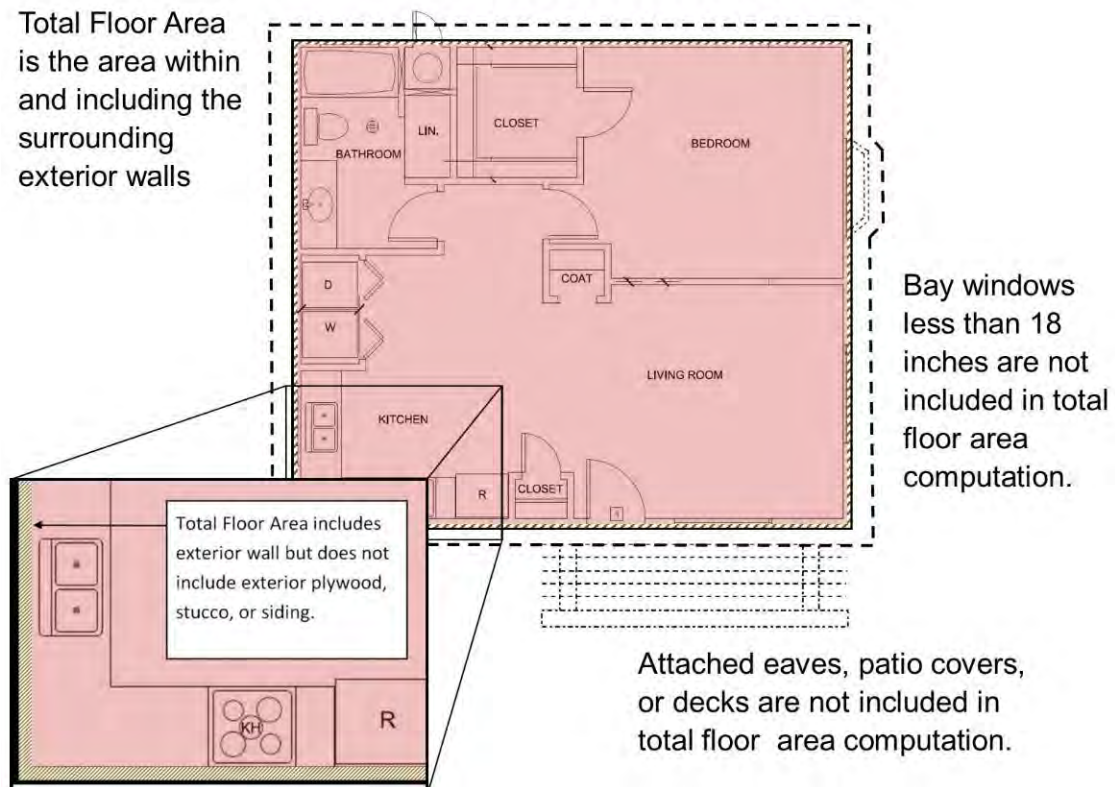 Total Floor Area
is the area within
and including the
surrounding
exterior walls
LIN.
CLOSET
BEDROOM
BATHROOM
D
COAT
W
LIVING ROOM
KITCHEN
R
CLOSET
Bay windows
less than 18
inches are not
included in total
floor area
computation.
Total Floor Area includes
exterior wall but does not
include exterior plywood,
stucco, or siding.
KH
R
Attached eaves, patio covers,
or decks are not included in
total floor area computation.